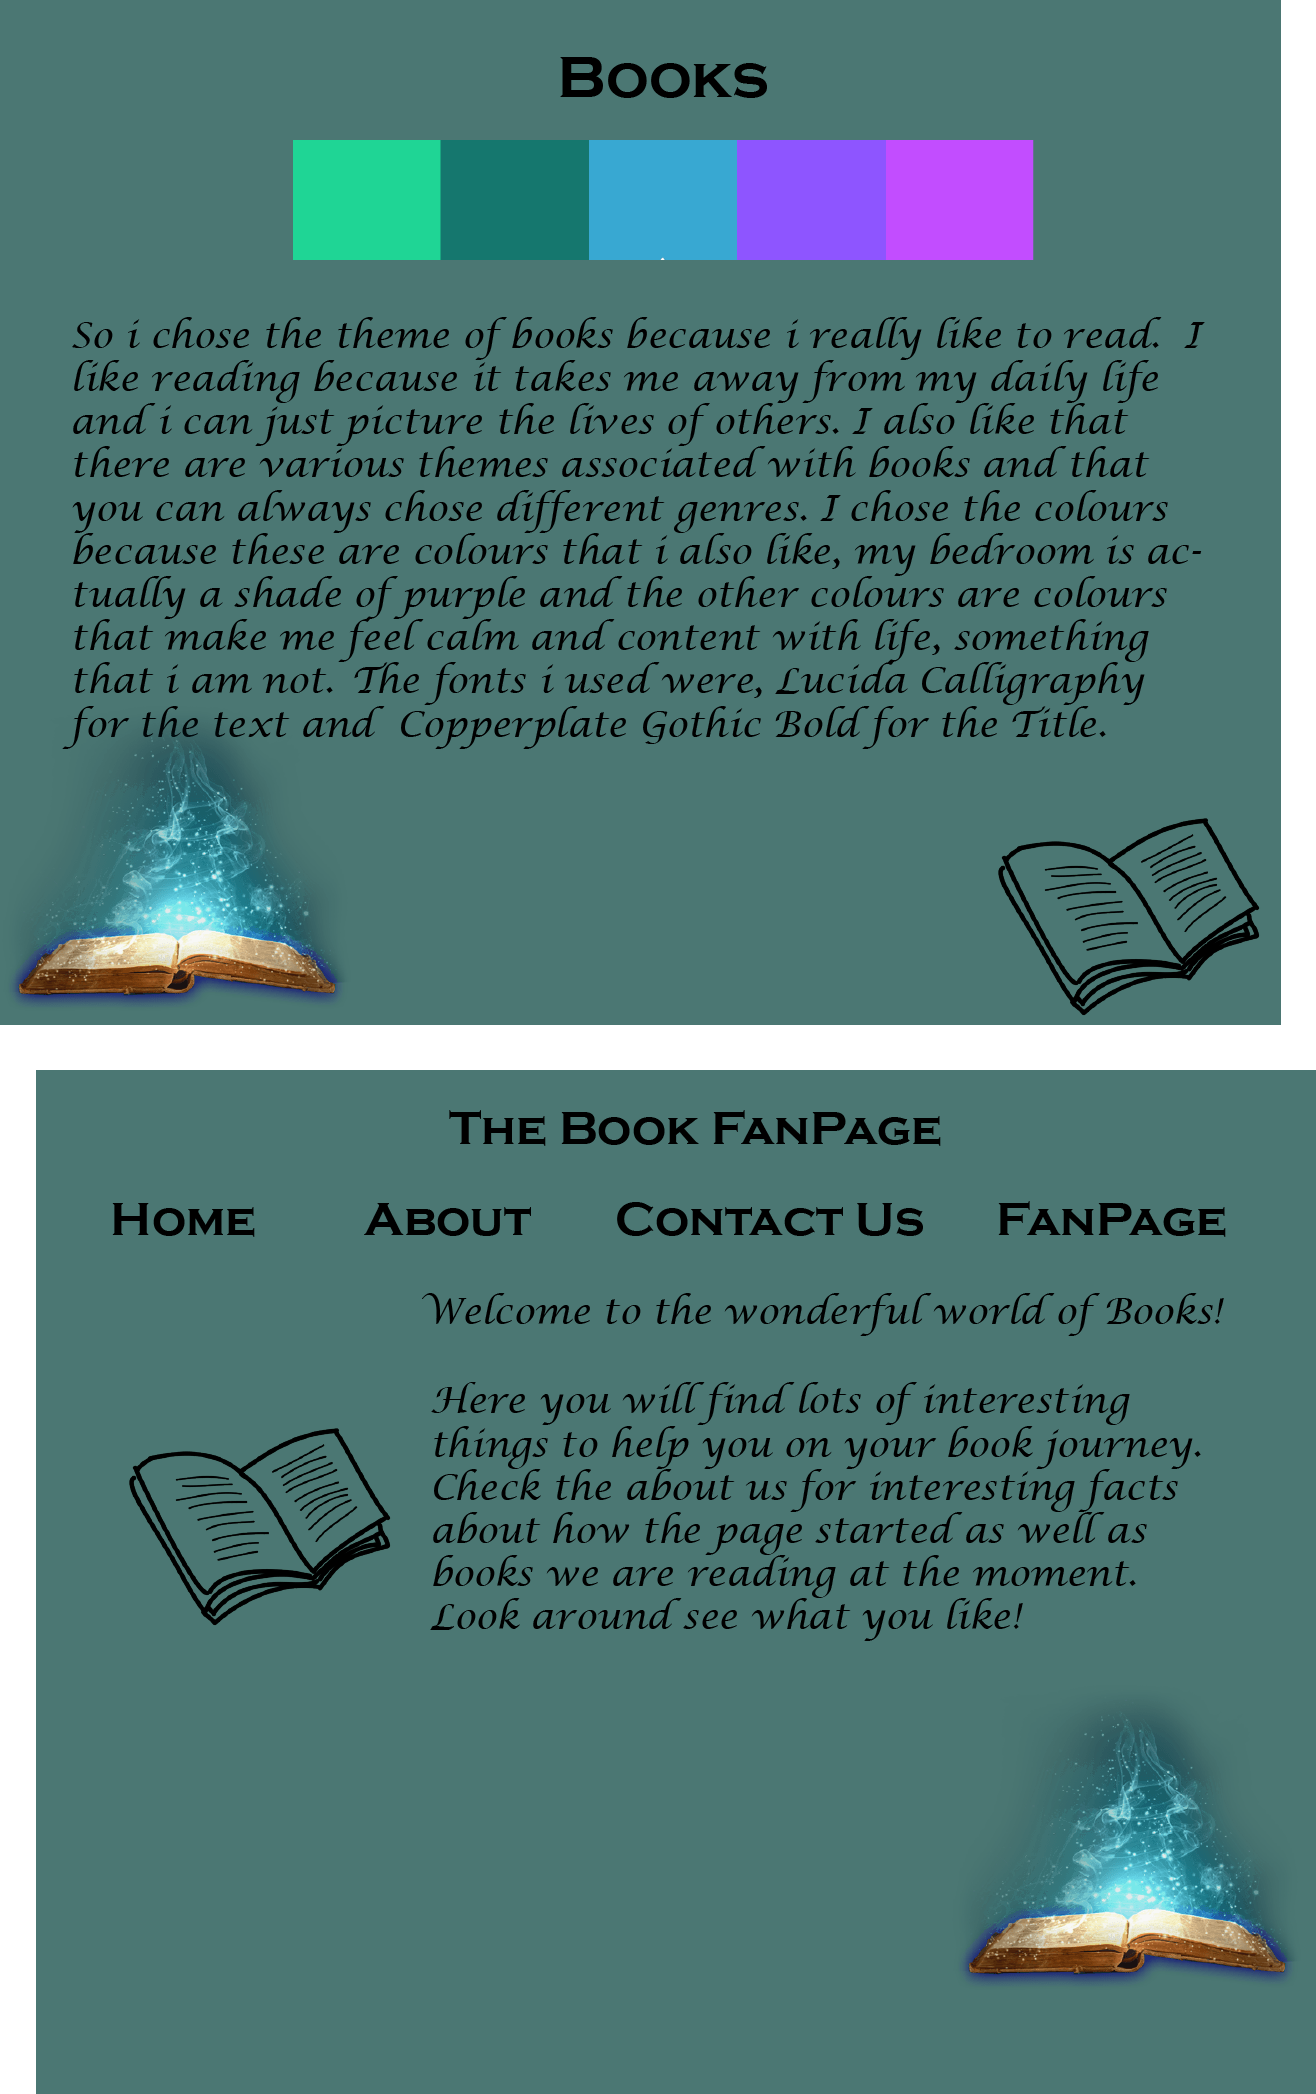 Books
So i chose the theme of books because i really like to read. I
like reading because it takes me away from my daily life
and i can just picture the lives of others. I also like that
there are various themes associated with books and that
you can always chose different genres. I chose the colours
because these are colours that i also like, my bedroom is ac-
tually a shade of purple and the other colours are colours
that make me feel calm and content with life, something
that i am not. The fonts i used were, Lucida Calligraphy
for the text and Copperplate Gothic Bold for the Title.
The Book FanPage
Home About Contact Us FanPage
Welcome to the wonderful world of Books!
Here you will find lots of interesting
things to help you on your book journey.
Check the about us for interesting facts
about how the page started as well as
books we are reading at the moment.
Look around see what you like!